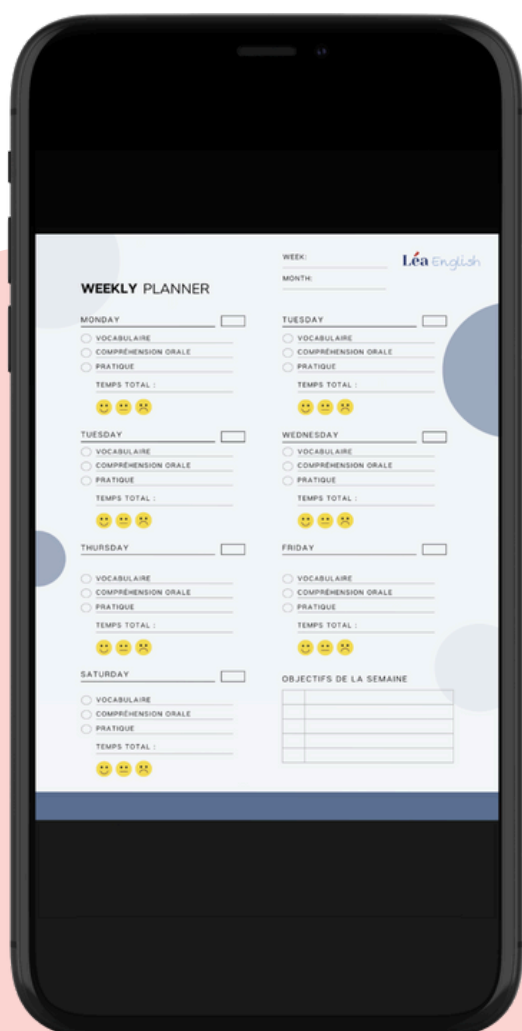 WEEK:
Léa English
MONTH:
WEEKLY PLANNER
MONDAY
VOCABULAIRE
COMPRÉHENSION ORALE
PRATIQUE
TEMPS TOTAL :
TUESDAY
VOCABULAIRE
COMPRÉHENSION ORALE
PRATIQUE
TEMPS TOTAL :
TUESDAY
VOCABULAIRE
COMPRÉHENSION ORALE
PRATIQUE
TEMPS TOTAL :
WEDNESDAY
VOCABULAIRE
COMPRÉHENSION ORALE
PRATIQUE
TEMPS TOTAL :
THURSDAY
VOCABULAIRE
COMPRÉHENSION ORALE
PRATIQUE
TEMPS TOTAL :
FRIDAY
VOCABULAIRE
COMPRÉHENSION ORALE
PRATIQUE
TEMPS TOTAL :
SATURDAY
VOCABULAIRE
COMPRÉHENSION ORALE
PRATIQUE
TEMPS TOTAL :
OBJECTIFS DE LA SEMAINE